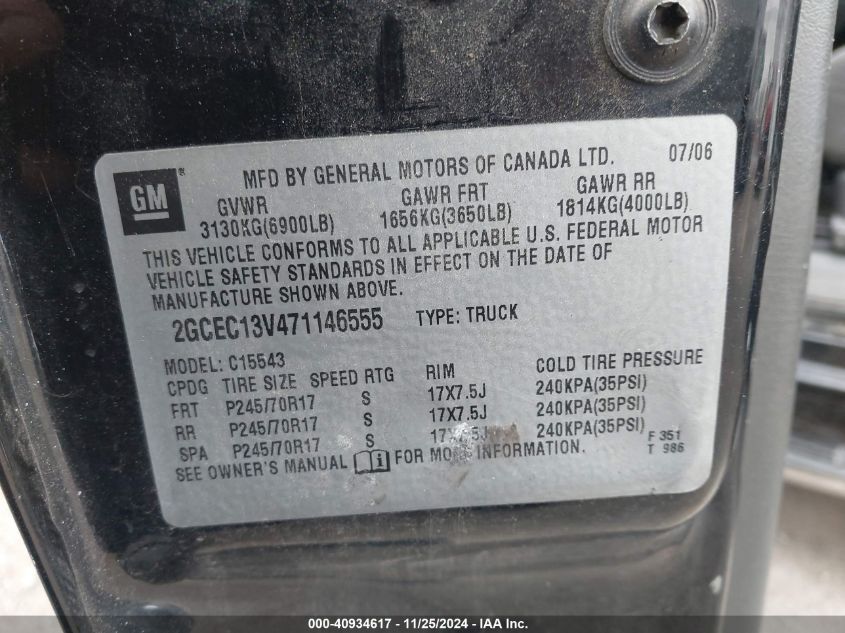 MFD BY GENERAL MOTORS OF CANADA LTD. 07/06
GM®
GVWR GAWR FRT GAWR RR
3130KG(6900LB) 1656KG(3650LB) 1814KG(4000LB)
THIS VEHICLE CONFORMS TO ALL APPLICABLE U.S. FEDERAL MOTOR
VEHICLE SAFETY STANDARDS IN EFFECT ON THE DATE OF
MANUFACTURE SHOWN ABOVE.
2GCEC13V471146555 TYPE: TRUCK
MODEL: C15543
CPDG TIRE SIZE SPEED RTG RIM COLD TIRE PRESSURE
FRT P245/70R17 S 17X7.5J 240KPA(35PSI)
RR P245/70R17 S 17X7.5J 240KPA(35PSI)
SPA P245/70R17 S 17X7.5J 240KPA(35PSI) F 351
SEE OWNER'S MANUAL FOR MORE INFORMATION. T 986
000-40934617 - 11/25/2024 - IAA Inc.